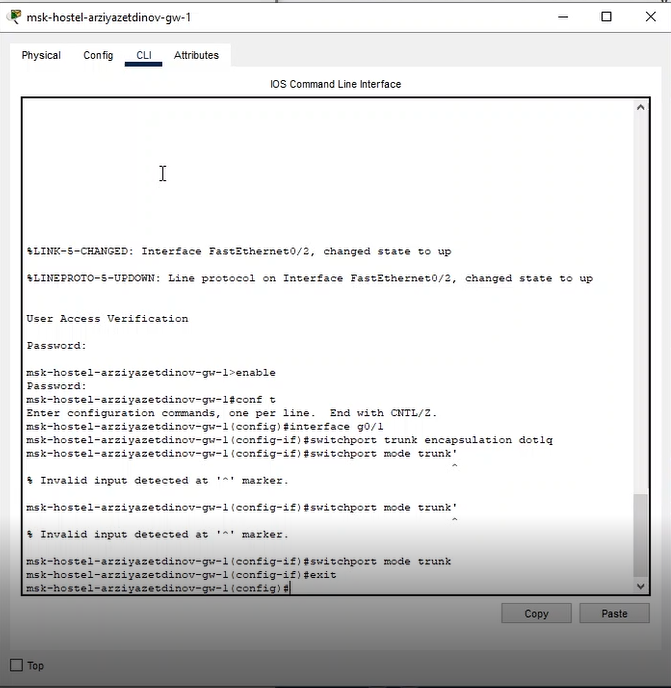 msk-hostel-arziyazetdinov-gw-1
Physical Config CLI Attributes
IOS Command Line Interface
%LINK-5-CHANGED: Interface FastEthernet0/2, changed state to up
%LINEPROTO-5-UPDOWN: Line protocol on Interface FastEthernet0/2, changed state to up
User Access Verification
Password:
msk-hostel-arziyazetdinov-gw-1>enable
Password:
msk-hostel-arziyazetdinov-gw-1#conf t
Enter configuration commands, one per line.  End with CNTL/Z.
msk-hostel-arziyazetdinov-gw-1(config)#interface g0/1
msk-hostel-arziyazetdinov-gw-1(config-if)#switchport trunk encapsulation dot1q
msk-hostel-arziyazetdinov-gw-1(config-if)#switchport mode trunk'
^
% Invalid input detected at '^' marker.
msk-hostel-arziyazetdinov-gw-1(config-if)#switchport mode trunk'
^
% Invalid input detected at '^' marker.
msk-hostel-arziyazetdinov-gw-1(config-if)#switchport mode trunk
msk-hostel-arziyazetdinov-gw-1(config-if)#exit
msk-hostel-arziyazetdinov-gw-1(config)#
Copy Paste
Top